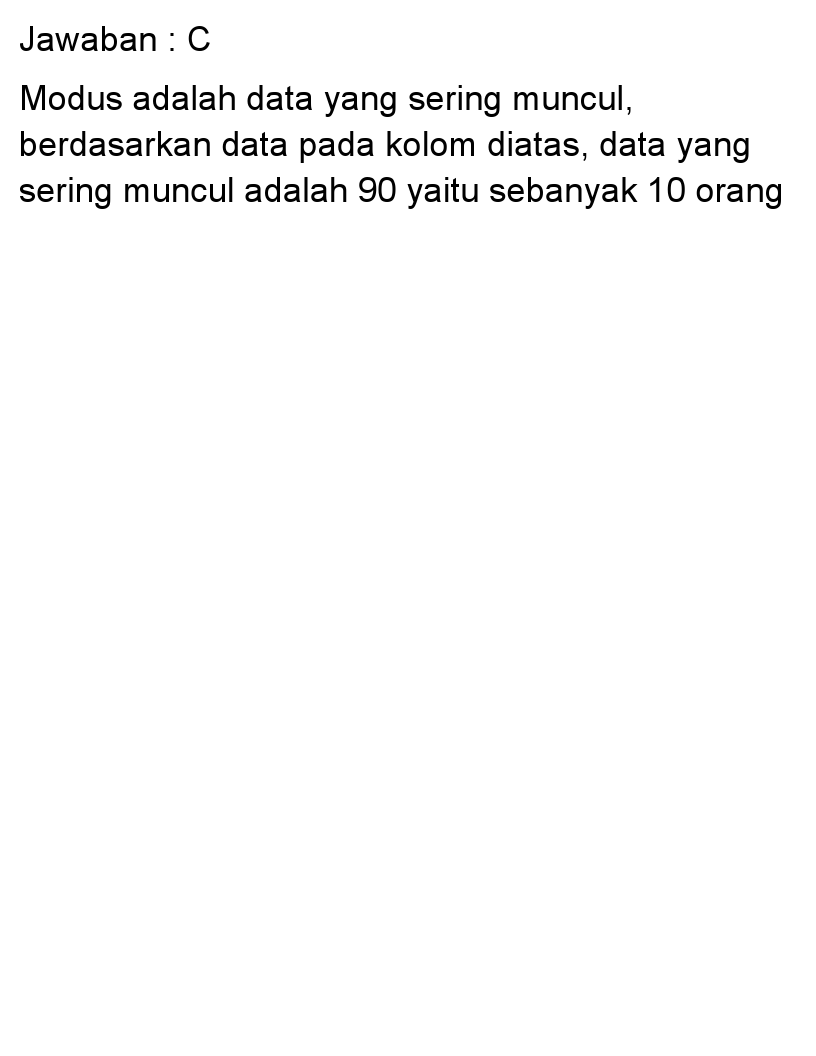 Jawaban : C
Modus adalah data yang sering muncul,
berdasarkan data pada kolom diatas, data yang
sering muncul adalah 90 yaitu sebanyak 10 orang